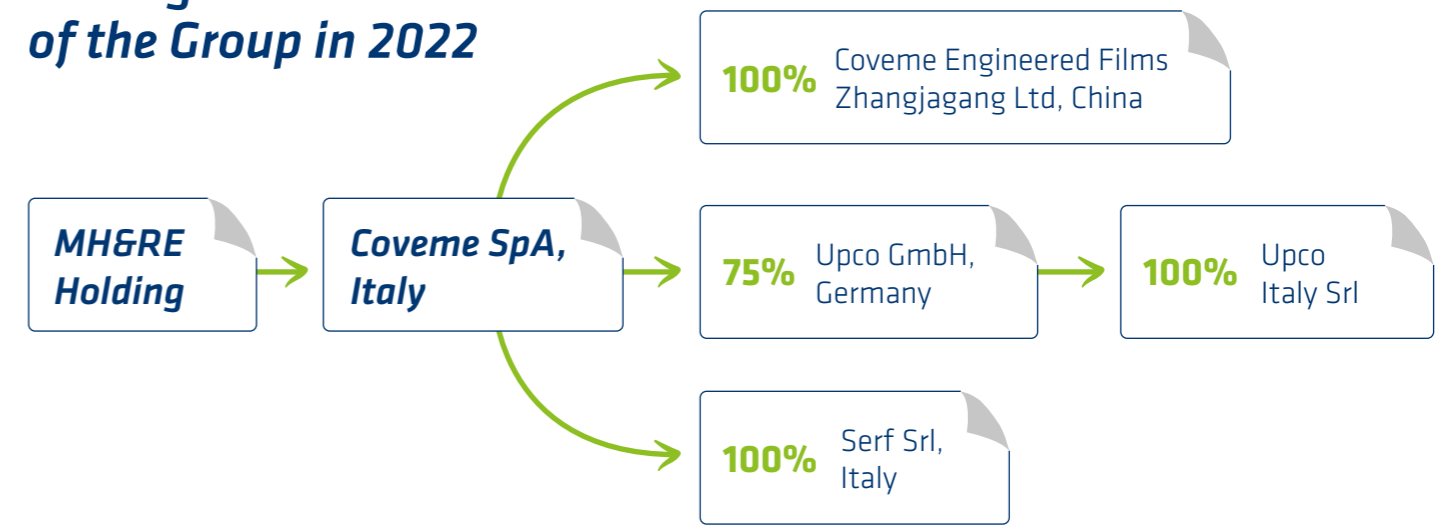 of the Group in 2022
100%
Coveme Engineered Films
Zhangjagang Ltd, China
MH&RE
Holding
Coveme SpA,
Italy
75%
Upco GmbH,
Germany
100%
Upco
Italy Srl
100%
Serf Srl,
Italy